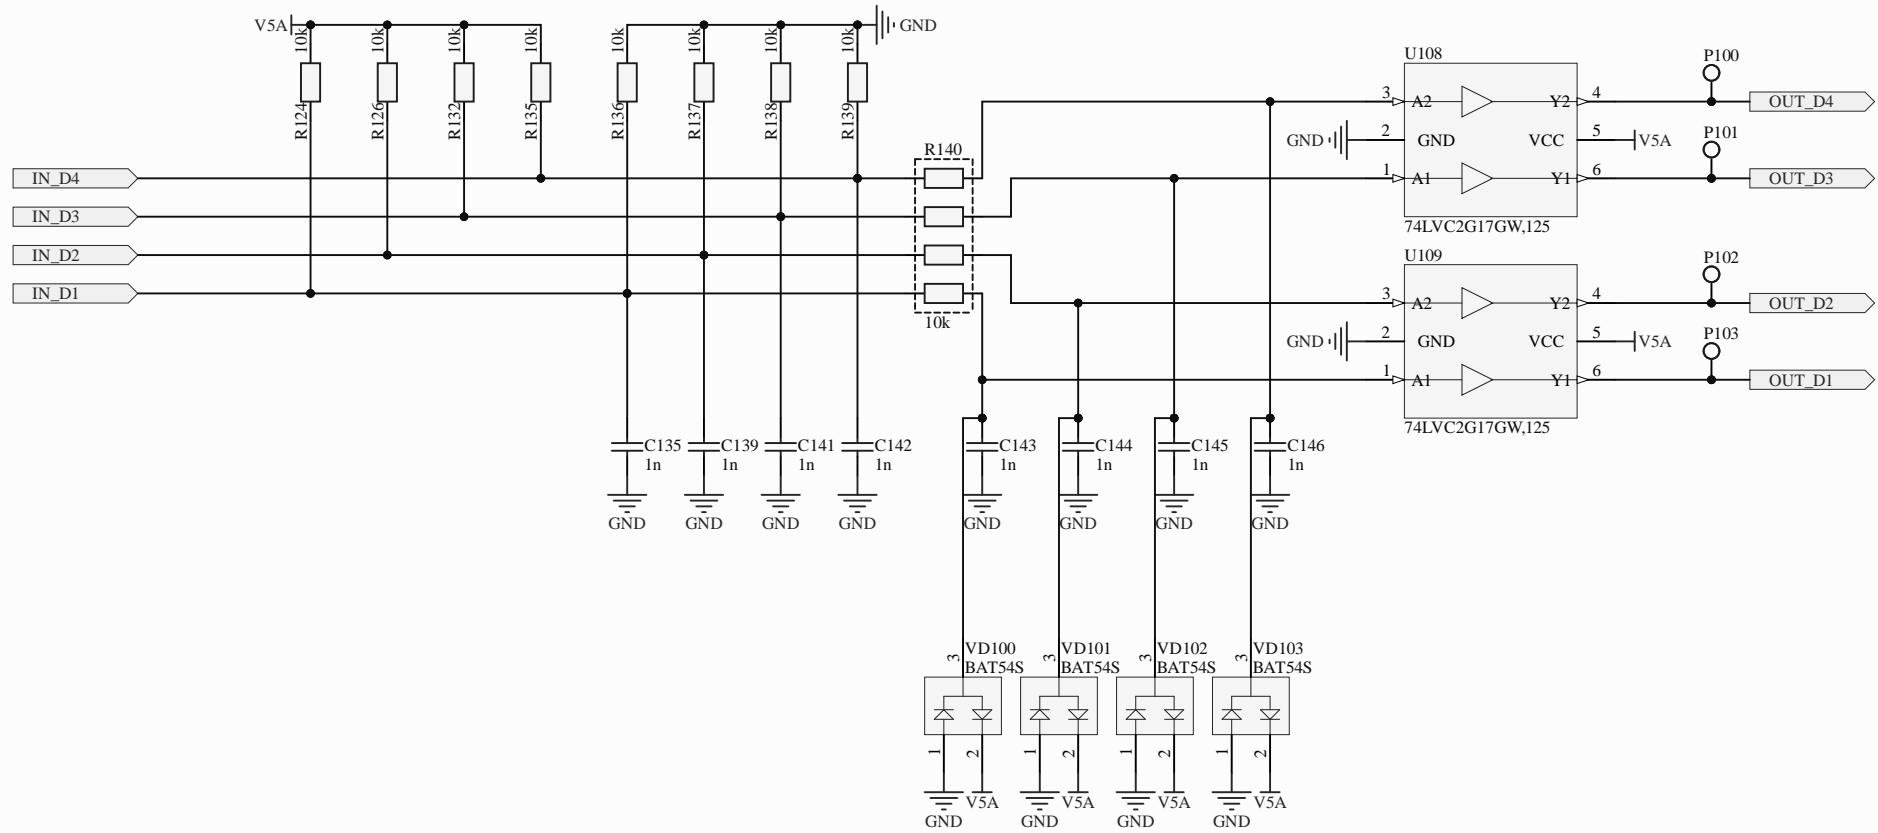 V5A
10k
10k
10k
10k
10k
10k
10k
10k
GND
R124
R126
R132
R135
R136
R137
R138
R139
IN_D4
IN_D3
IN_D2
IN_D1
R140
10k
U108
3 A2 Y2 4
GND 2 GND VCC 5 V5A
1 A1 Y1 6
74LVC2G17GW,125
P100
OUT_D4
P101
OUT_D3
U109
3 A2 Y2 4
GND 2 GND VCC 5 V5A
1 A1 Y1 6
74LVC2G17GW,125
P102
OUT_D2
P103
OUT_D1
C135
1n
GND
C139
1n
GND
C141
1n
GND
C142
1n
GND
C143
1n
GND
C144
1n
GND
C145
1n
GND
C146
1n
GND
3
VD100
BAT54S
1
2
GND
V5A
3
VD101
BAT54S
1
2
GND
V5A
3
VD102
BAT54S
1
2
GND
V5A
3
VD103
BAT54S
1
2
GND
V5A